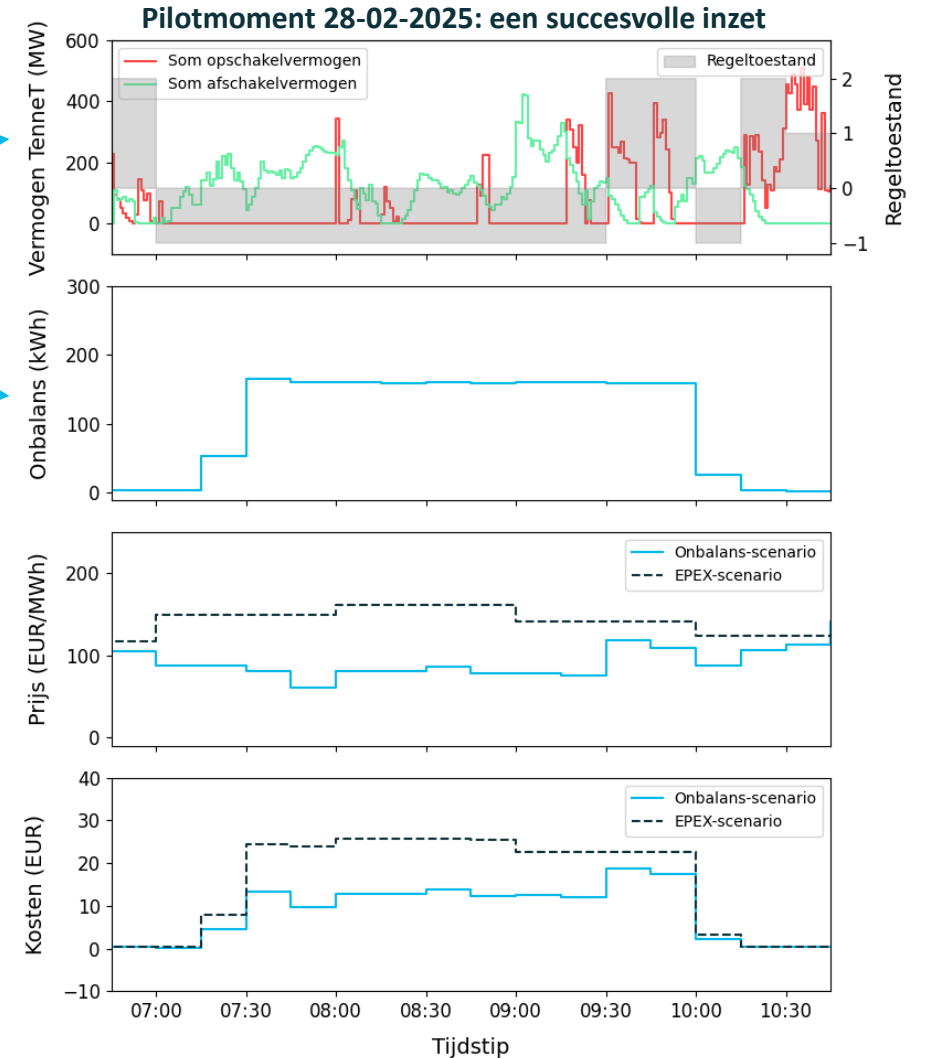 Pilotmoment 28-02-2025: een succesvolle inzet
Vermogen TenneT (MW)
600
400
200
0
Som opschakelvermogen
Som afschakelvermogen
Regeltoestand
2
1
0
−1
Regeltoestand
Onbalans (kWh)
300
200
100
0
Prijs (EUR/MWh)
200
100
0
Onbalans-scenario
EPEX-scenario
Kosten (EUR)
40
30
20
10
0
−10
Onbalans-scenario
EPEX-scenario
07:00 07:30 08:00 08:30 09:00 09:30 10:00 10:30
Tijdstip